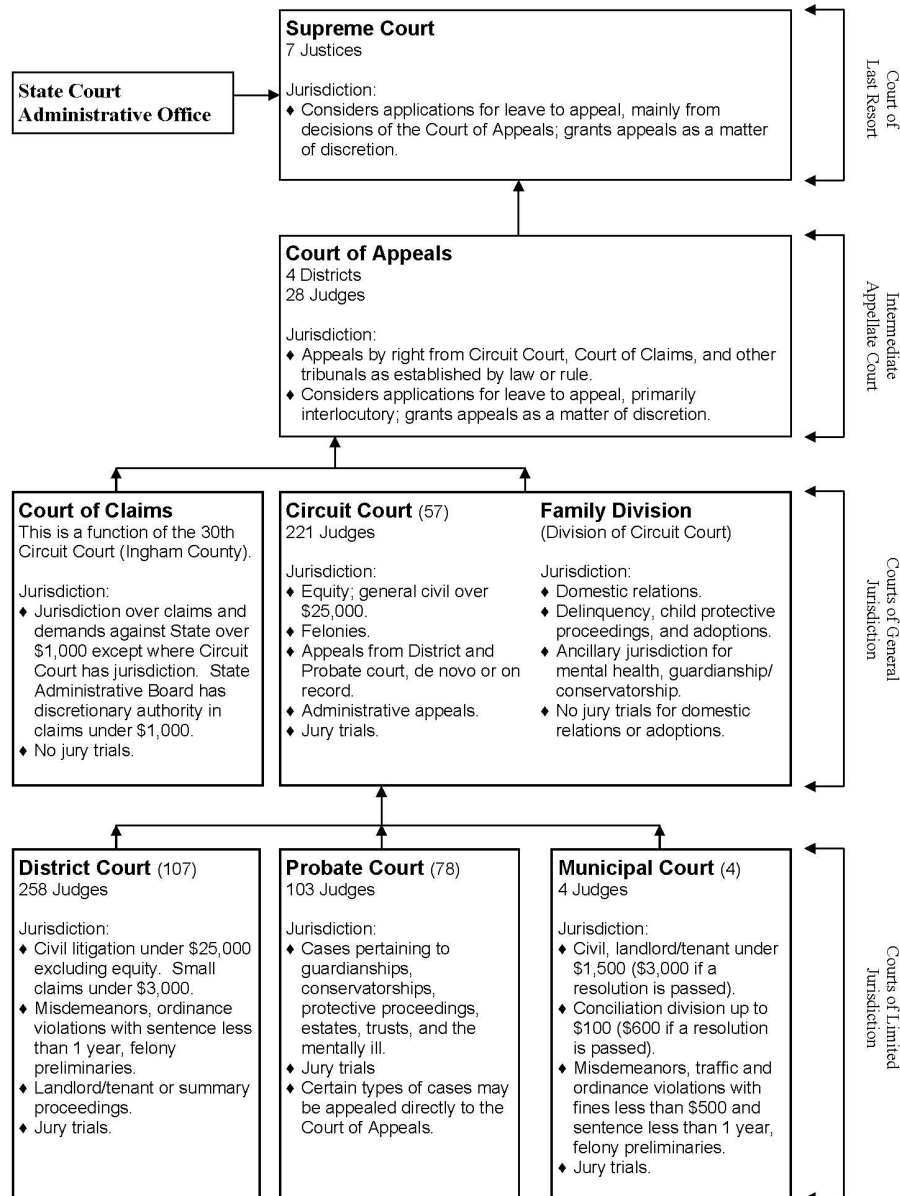 Supreme Court
7 Justices
Jurisdiction:
♦ Considers applications for leave to appeal, mainly from
decisions of the Court of Appeals; grants appeals as a matter
of discretion.
State Court
Administrative Office
Court of
Last Resort
Court of Appeals
4 Districts
28 Judges
Jurisdiction:
♦ Appeals by right from Circuit Court, Court of Claims, and other
tribunals as established by law or rule.
♦ Considers applications for leave to appeal, primarily
interlocutory; grants appeals as a matter of discretion.
Intermediate
Appellate Court
Court of Claims
This is a function of the 30th
Circuit Court (Ingham County).
Jurisdiction:
♦ Jurisdiction over claims and
demands against State over
$1,000 except where Circuit
Court has jurisdiction. State
Administrative Board has
discretionary authority in
claims under $1,000.
♦ No jury trials.
Circuit Court (57)
221 Judges
Jurisdiction:
♦ Equity; general civil over
$25,000.
♦ Felonies.
♦ Appeals from District and
Probate court, de novo or on
record.
♦ Administrative appeals.
♦ Jury trials.
Family Division
(Division of Circuit Court)
Jurisdiction:
♦ Domestic relations.
♦ Delinquency, child protective
proceedings, and adoptions.
♦ Ancillary jurisdiction for
mental health, guardianship/
conservatorship.
♦ No jury trials for domestic
relations or adoptions.
Courts of General
Jurisdiction
District Court (107)
258 Judges
Jurisdiction:
♦ Civil litigation under $25,000
excluding equity. Small
claims under $3,000.
♦ Misdemeanors, ordinance
violations with sentence less
than 1 year, felony
preliminaries.
♦ Landlord/tenant or summary
proceedings.
♦ Jury trials.
Probate Court (78)
103 Judges
Jurisdiction:
♦ Cases pertaining to
guardianships,
conservatorships,
protective proceedings,
estates, trusts, and the
mentally ill.
♦ Jury trials
♦ Certain types of cases may
be appealed directly to the
Court of Appeals.
Municipal Court (4)
4 Judges
Jurisdiction:
♦ Civil, landlord/tenant under
$1,500 ($3,000 if a
resolution is passed).
♦ Conciliation division up to
$100 ($600 if a resolution
is passed).
♦ Misdemeanors, traffic and
ordinance violations with
fines less than $500 and
sentence less than 1 year,
felony preliminaries.
♦ Jury trials.
Courts of Limited
Jurisdiction